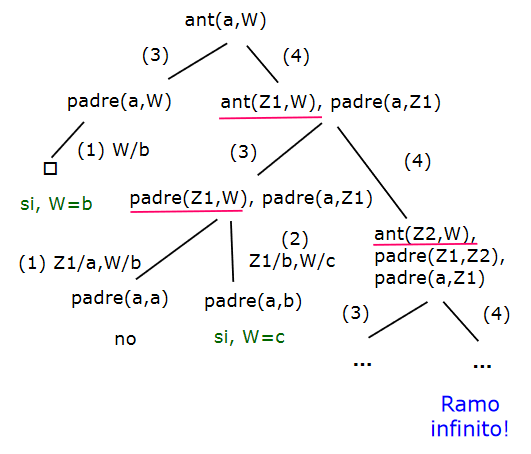 ant(a,W)
(3)
(4)
padre(a,W)
ant(Z1,W), padre(a,Z1)
(1) W/b
(3)
(4)
si, W=b
padre(Z1,W), padre(a,Z1)
ant(Z2,W),
padre(Z1,Z2),
padre(a,Z1)
(1) Z1/a,W/b
(2)
Z1/b,W/c
padre(a,a)
padre(a,b)
(3)
(4)
no
si, W=c
...
...
Ramo
infinito!